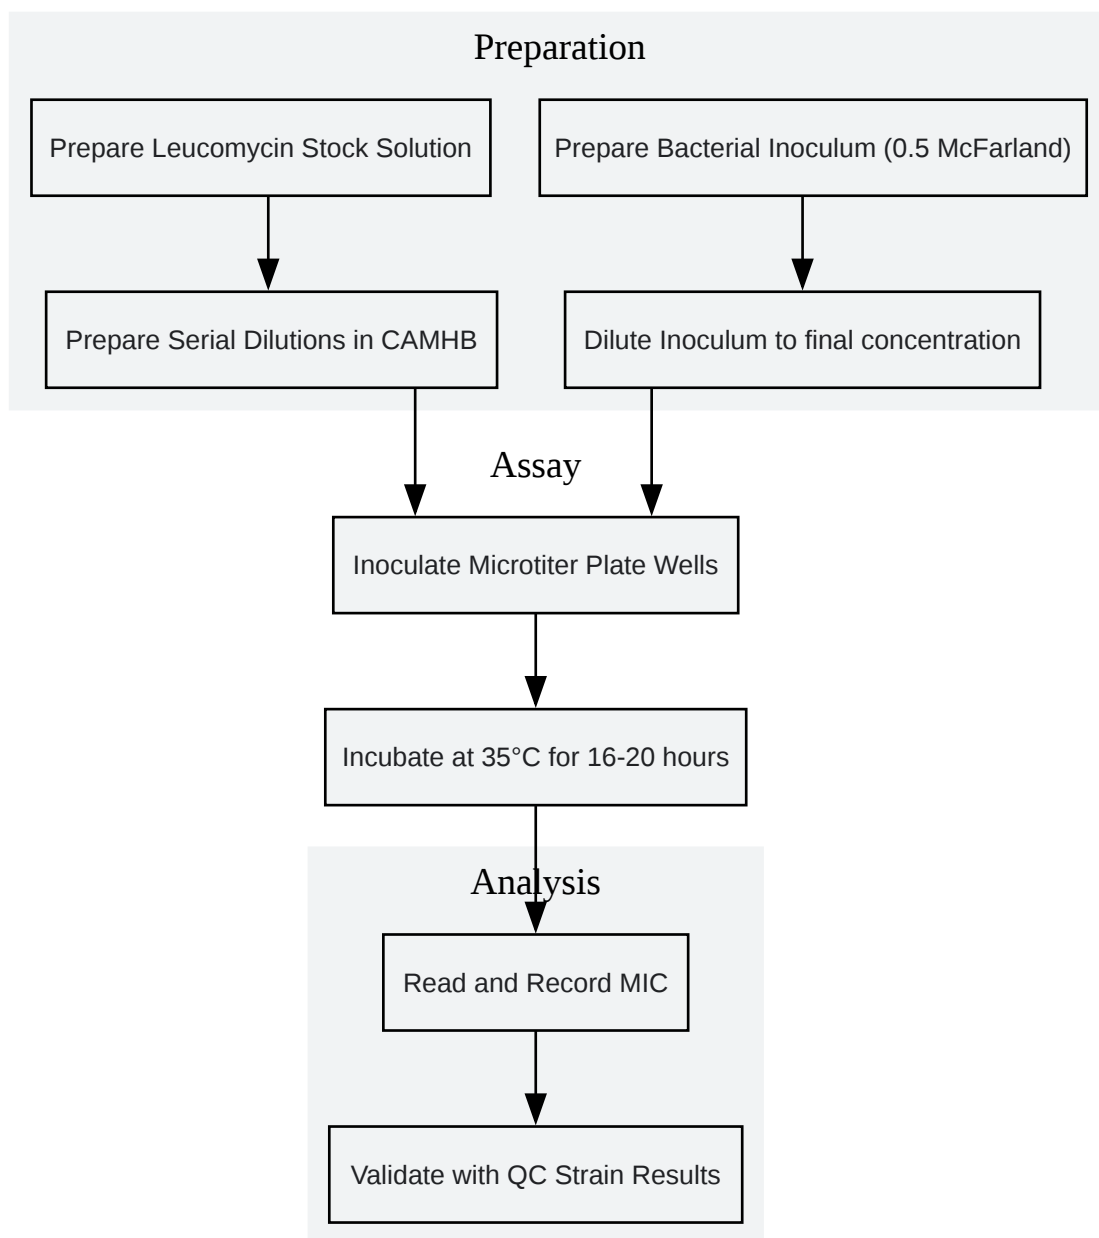 Preparation
Prepare Leucomycin Stock Solution
Prepare Bacterial Inoculum (0.5 McFarland)
Prepare Serial Dilutions in CAMHB
Dilute Inoculum to final concentration
Assay
Inoculate Microtiter Plate Wells
Incubate at 35°C for 16-20 hours
Analysis
Read and Record MIC
Validate with QC Strain Results